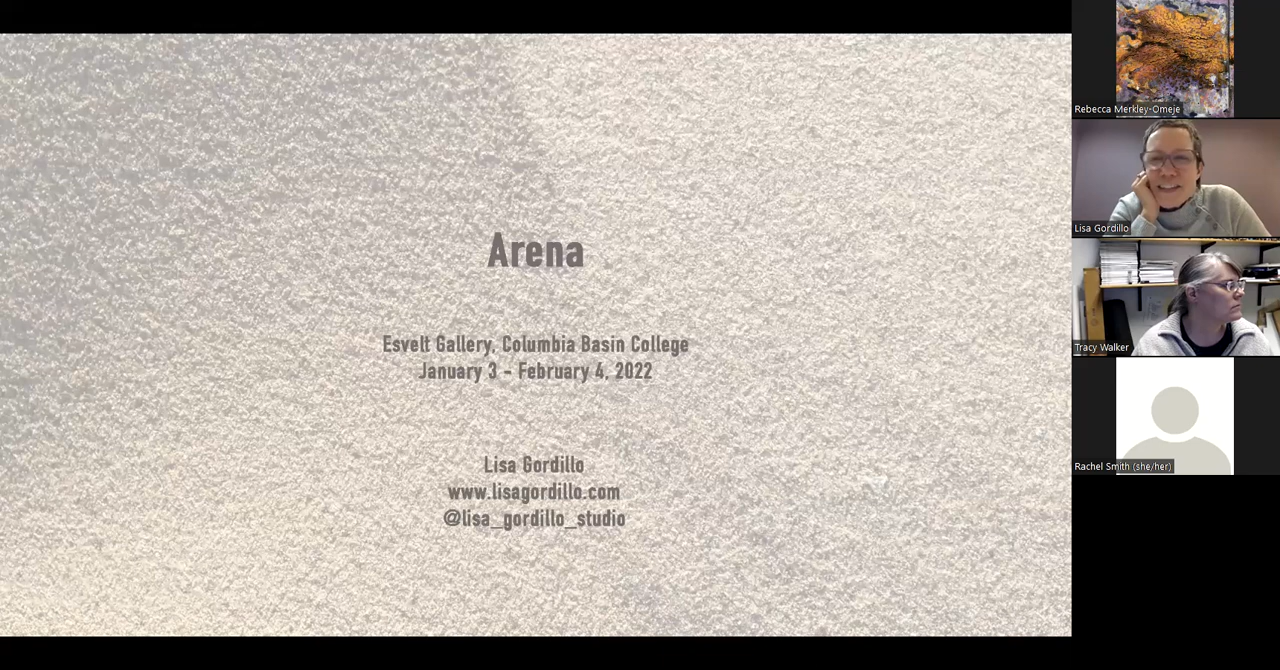 Arena
Esvelt Gallery, Columbia Basin College
January 3 - February 4, 2022
Lisa Gordillo
www.lisagordillo.com
@lisa_gordillo_studio
Rebecca Merkley-Omeje
Lisa Gordillo
Tracy Walker
Rachel Smith (she/her)